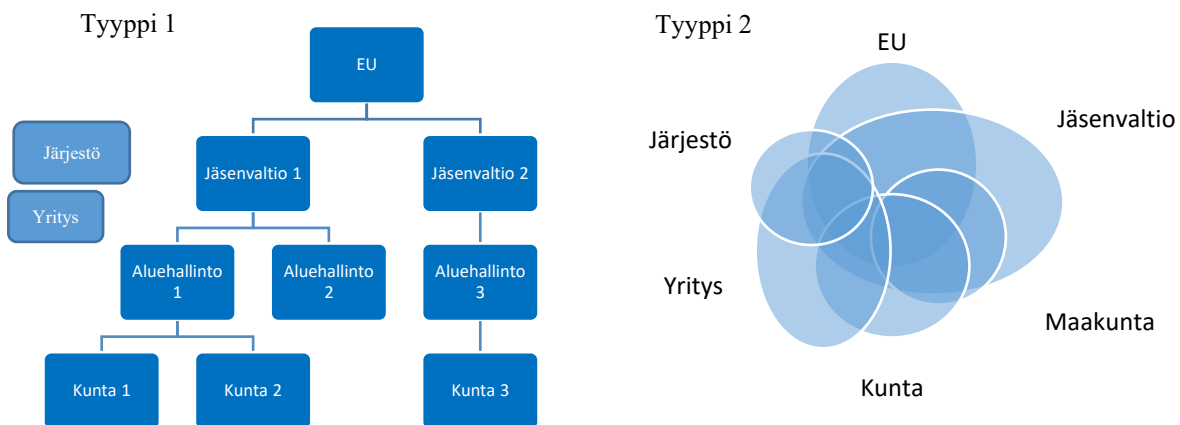 Tyyppi 1
EU
Järjestö
Yritys
Jäsenvaltio 1
Jäsenvaltio 2
Aluehallinto
1
Aluehallinto
2
Aluehallinto
3
Kunta 1
Kunta 2
Kunta 3
Tyyppi 2
EU
Järjestö
Jäsenvaltio
Yritys
Maakunta
Kunta